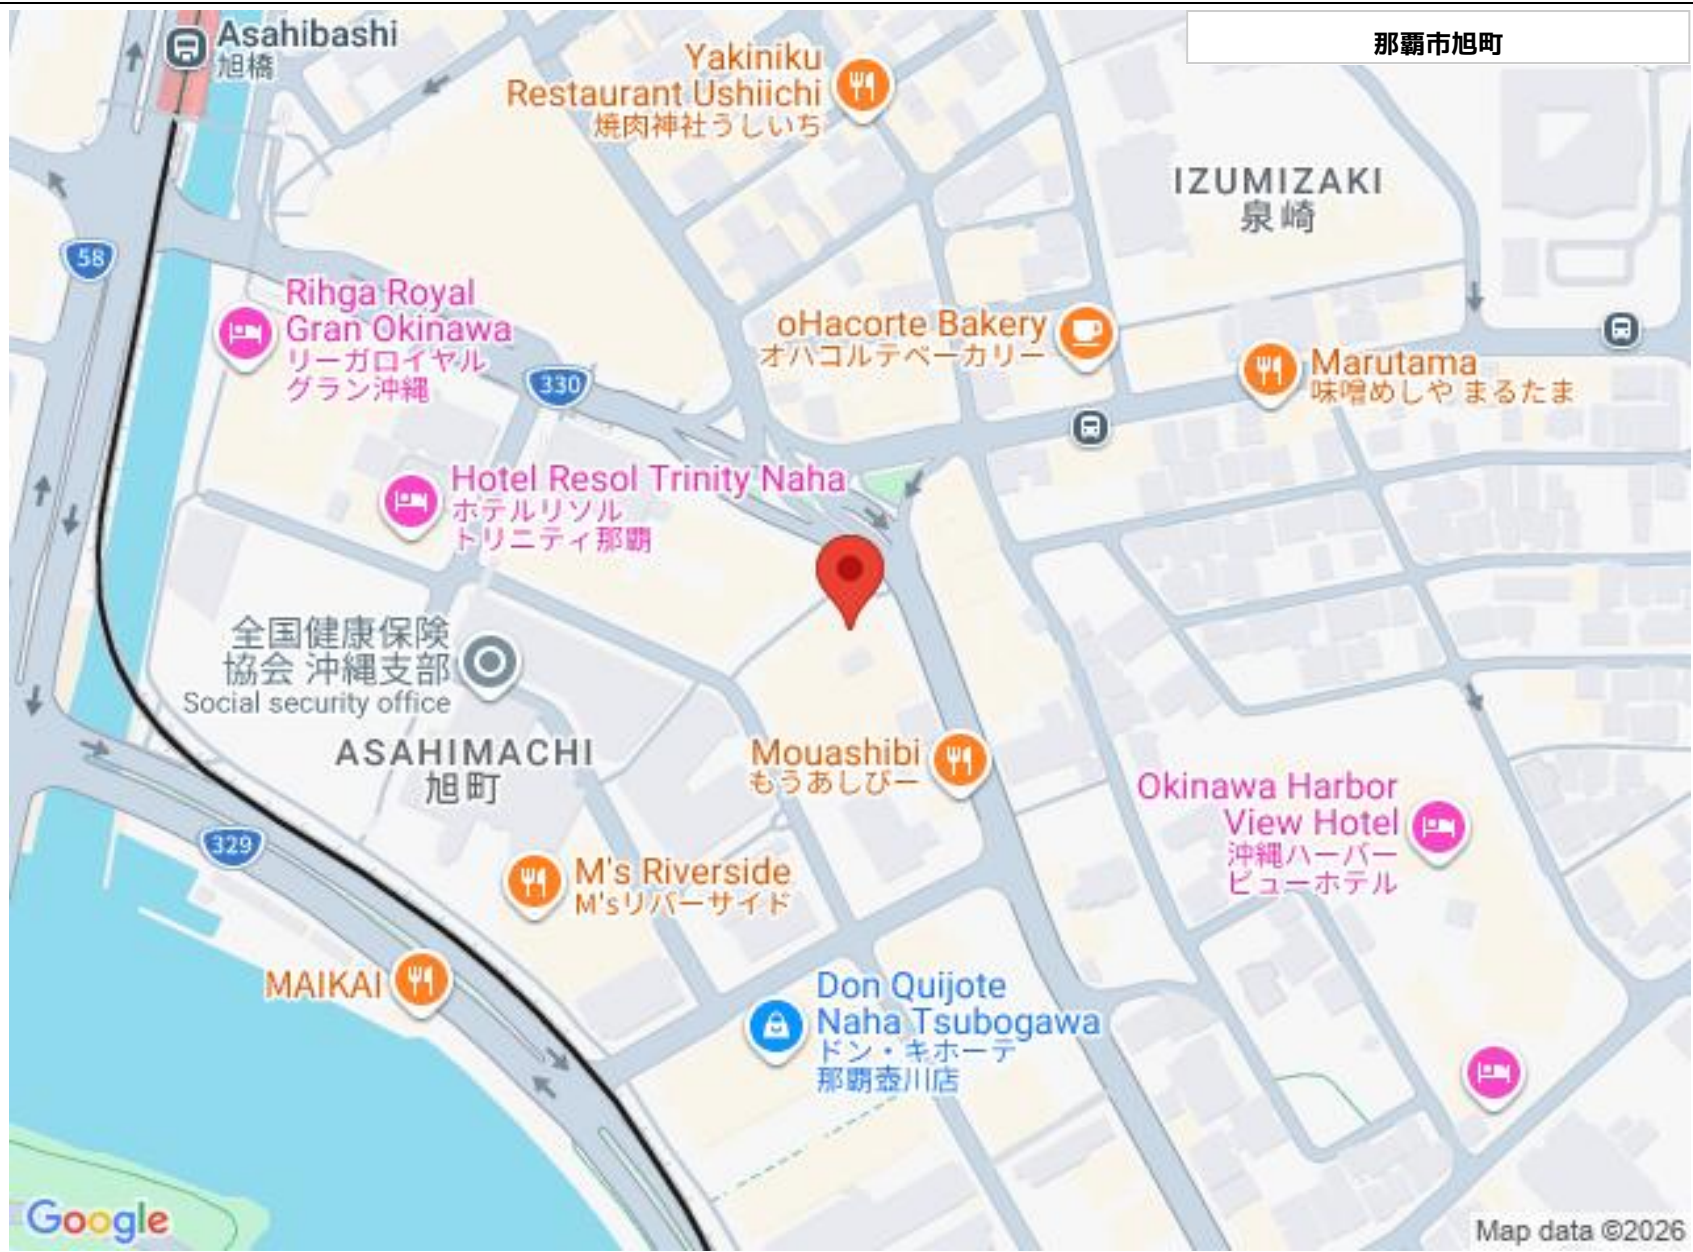 Asahibashi
旭橋
那覇市旭町
Yakiniku
Restaurant Ushiichi
焼肉神社うしいち
IZUMIZAKI
泉崎
58
Rihga Royal
Gran Okinawa
リーガロイヤル
グラン沖縄
330
oHacorte Bakery
オハコルテベーカリー
Marutama
味噌めしや まるたま
Hotel Resol Trinity Naha
ホテルリソル
トリニティ那覇
全国健康保険
協会 沖縄支部
Social security office
ASAHIMACHI
旭町
Mouashibi
もうあしびー
Okinawa Harbor
View Hotel
沖縄ハーバー
ビューホテル
329
M's Riverside
M'sリバーサイド
MAIKAI
Don Quijote
Naha Tsubogawa
ドン・キホーテ
那覇壺川店
Google
Map data ©2026